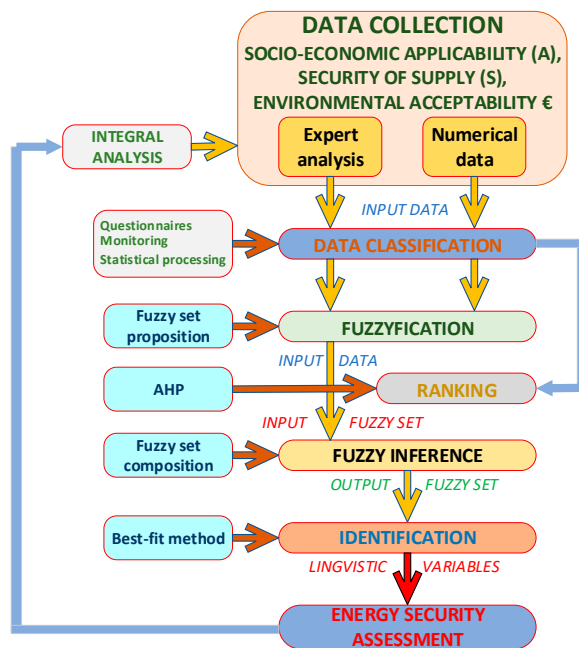 DATA COLLECTION
SOCIO-ECONOMIC APPLICABILITY (A),
SECURITY OF SUPPLY (S),
ENVIRONMENTAL ACCEPTABILITY €
INTEGRAL
ANALYSIS
Expert
analysis
Numerical
data
INPUT DATA
Questionnaires
Monitoring
Statistical processing
DATA CLASSIFICATION
Fuzzy set
proposition
FUZZYFICATION
INPUT DATA
AHP
RANKING
INPUT FUZZY SET
Fuzzy set
composition
FUZZY INFERENCE
OUTPUT FUZZY SET
Best-fit method
IDENTIFICATION
LINGVISTIC VARIABLES
ENERGY SECURITY
ASSESSMENT